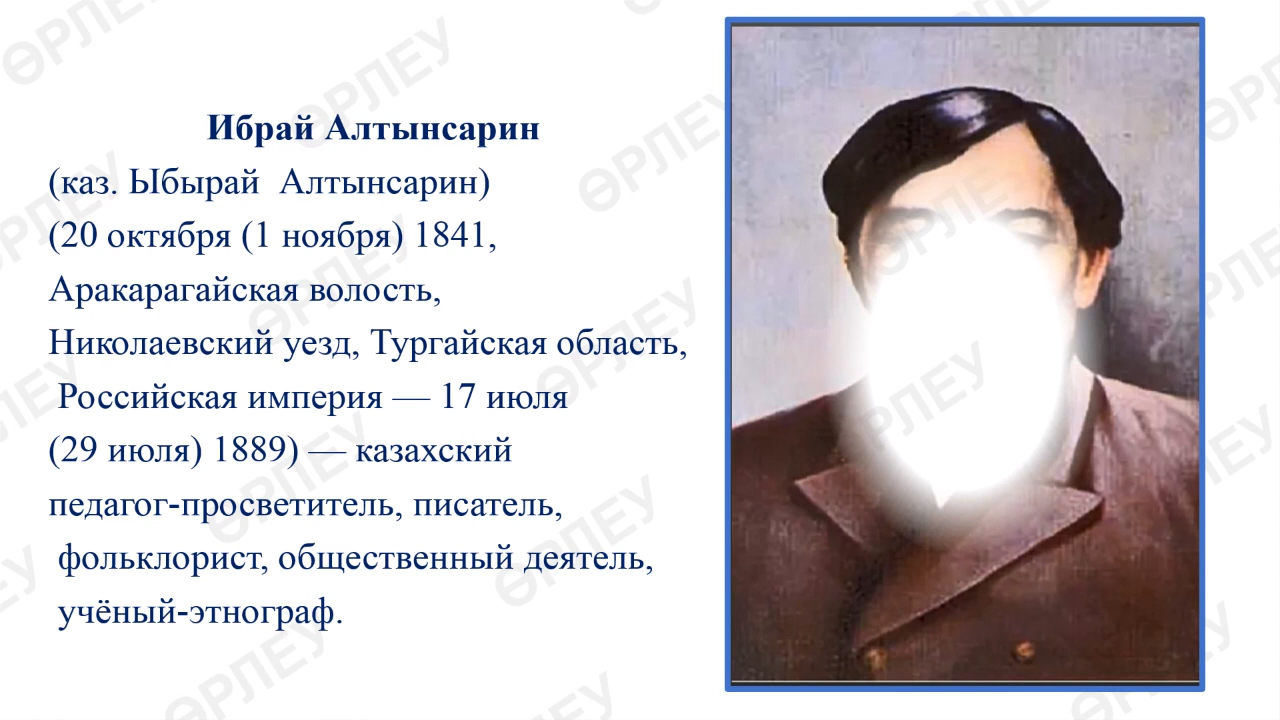 Ибрай Алтынсарин
(каз. Ыбырай  Алтынсарин)
(20 октября (1 ноября) 1841,
Аракарагайская волость,
Николаевский уезд, Тургайская область,
Российская империя — 17 июля
(29 июля) 1889) — казахский
педагог-просветитель, писатель,
фольклорист, общественный деятель,
учёный-этнограф.
ӨРЛЕУ